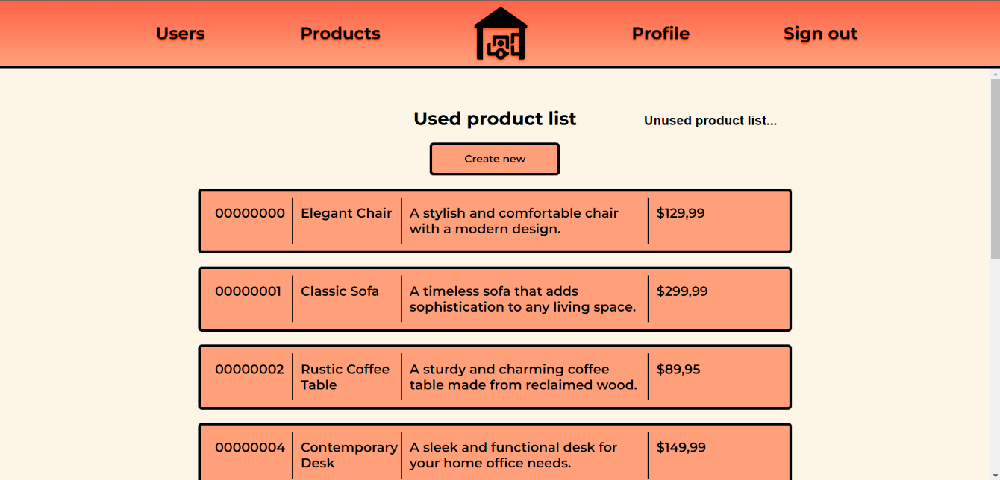 Users Products Profile Sign out
Used product list Unused product list...
Create new
00000000 Elegant Chair A stylish and comfortable chair $129,99
with a modern design.
00000001 Classic Sofa A timeless sofa that adds $299,99
sophistication to any living space.
00000002 Rustic Coffee A sturdy and charming coffee $89,95
Table table made from reclaimed wood.
00000004 Contemporary A sleek and functional desk for $149,99
Desk your home office needs.